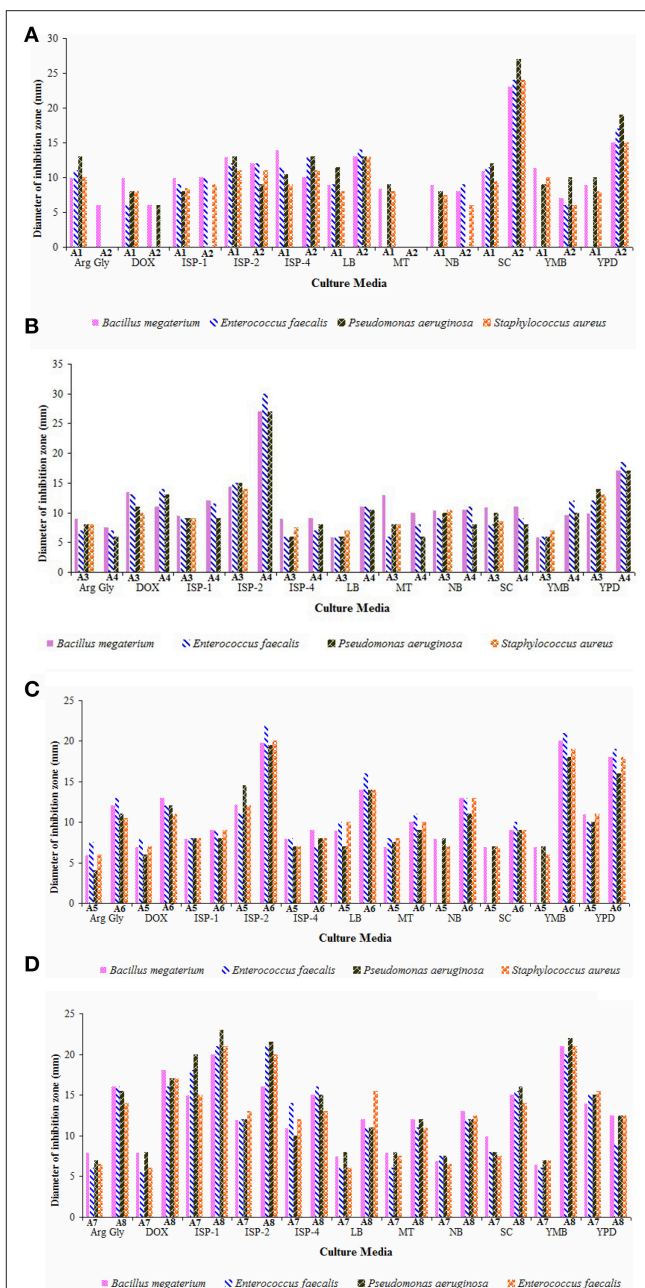 A
30
25
20
15
10
5
0
Diameter of inhibition zone (mm)
A1 A2 A1 A2 A1 A2 A1 A2 A1 A2 A1 A2 A1 A2 A1 A2 A1 A2 A1 A2 A1 A2
Arg Gly DOX ISP-1 ISP-2 ISP-4 LB MT NB SC YMB YPD
Culture Media
Bacillus megaterium Enterococcus faecalis Pseudomonas aeruginosa Staphylococcus aureus
B
35
30
25
20
15
10
5
0
Diameter of inhibition zone (mm)
A3 A4 A3 A4 A3 A4 A3 A4 A3 A4 A3 A4 A3 A4 A3 A4 A3 A4 A3 A4 A3 A4
Arg Gly DOX ISP-1 ISP-2 ISP-4 LB MT NB SC YMB YPD
Culture Media
Bacillus megaterium Enterococcus faecalis Pseudomonas aeruginosa Staphylococcus aureus
C
25
20
15
10
5
0
Diameter of inhibition zone (mm)
A5 A6 A5 A6 A5 A6 A5 A6 A5 A6 A5 A6 A5 A6 A5 A6 A5 A6 A5 A6 A5 A6
Arg Gly DOX ISP-1 ISP-2 ISP-4 LB MT NB SC YMB YPD
Culture Media
Bacillus megaterium Enterococcus faecalis Pseudomonas aeruginosa Staphylococcus aureus
D
25
20
15
10
5
0
Diameter of inhibition zone (mm)
A7 A8 A7 A8 A7 A8 A7 A8 A7 A8 A7 A8 A7 A8 A7 A8 A7 A8 A7 A8 A7 A8
Arg Gly DOX ISP-1 ISP-2 ISP-4 LB MT NB SC YMB YPD
Culture Media
Bacillus megaterium Enterococcus faecalis Pseudomonas aeruginosa Enterococcus faecalis